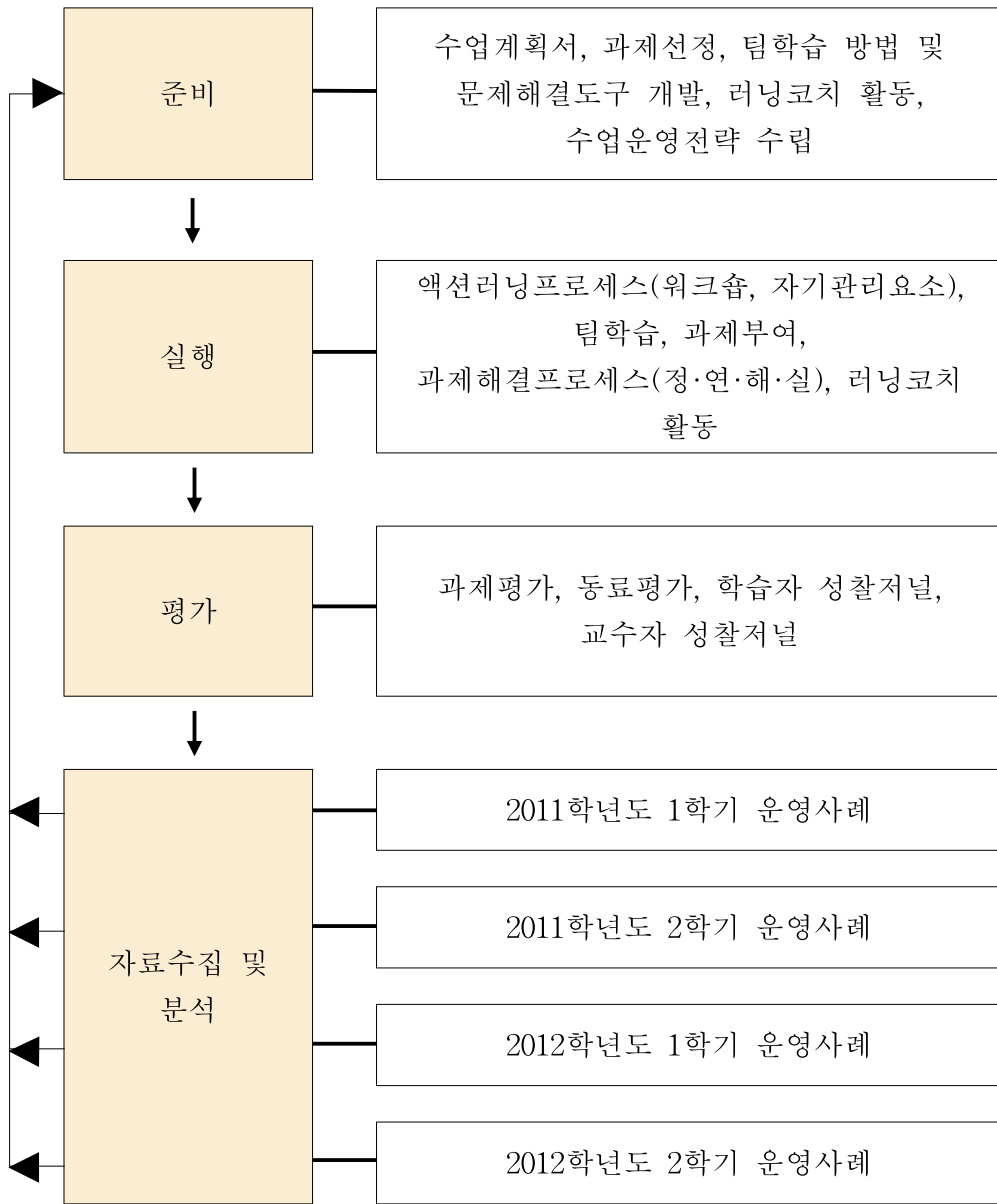 준비
수업계획서, 과제선정, 팀학습 방법 및
문제해결도구 개발, 러닝코치 활동,
수업운영전략 수립
실행
액션러닝프로세스(워크숍, 자기관리요소),
팀학습, 과제부여,
과제해결프로세스(정·연·해·실), 러닝코치
활동
평가
과제평가, 동료평가, 학습자 성찰저널,
교수자 성찰저널
자료수집 및
분석
2011학년도 1학기 운영사례
2011학년도 2학기 운영사례
2012학년도 1학기 운영사례
2012학년도 2학기 운영사례